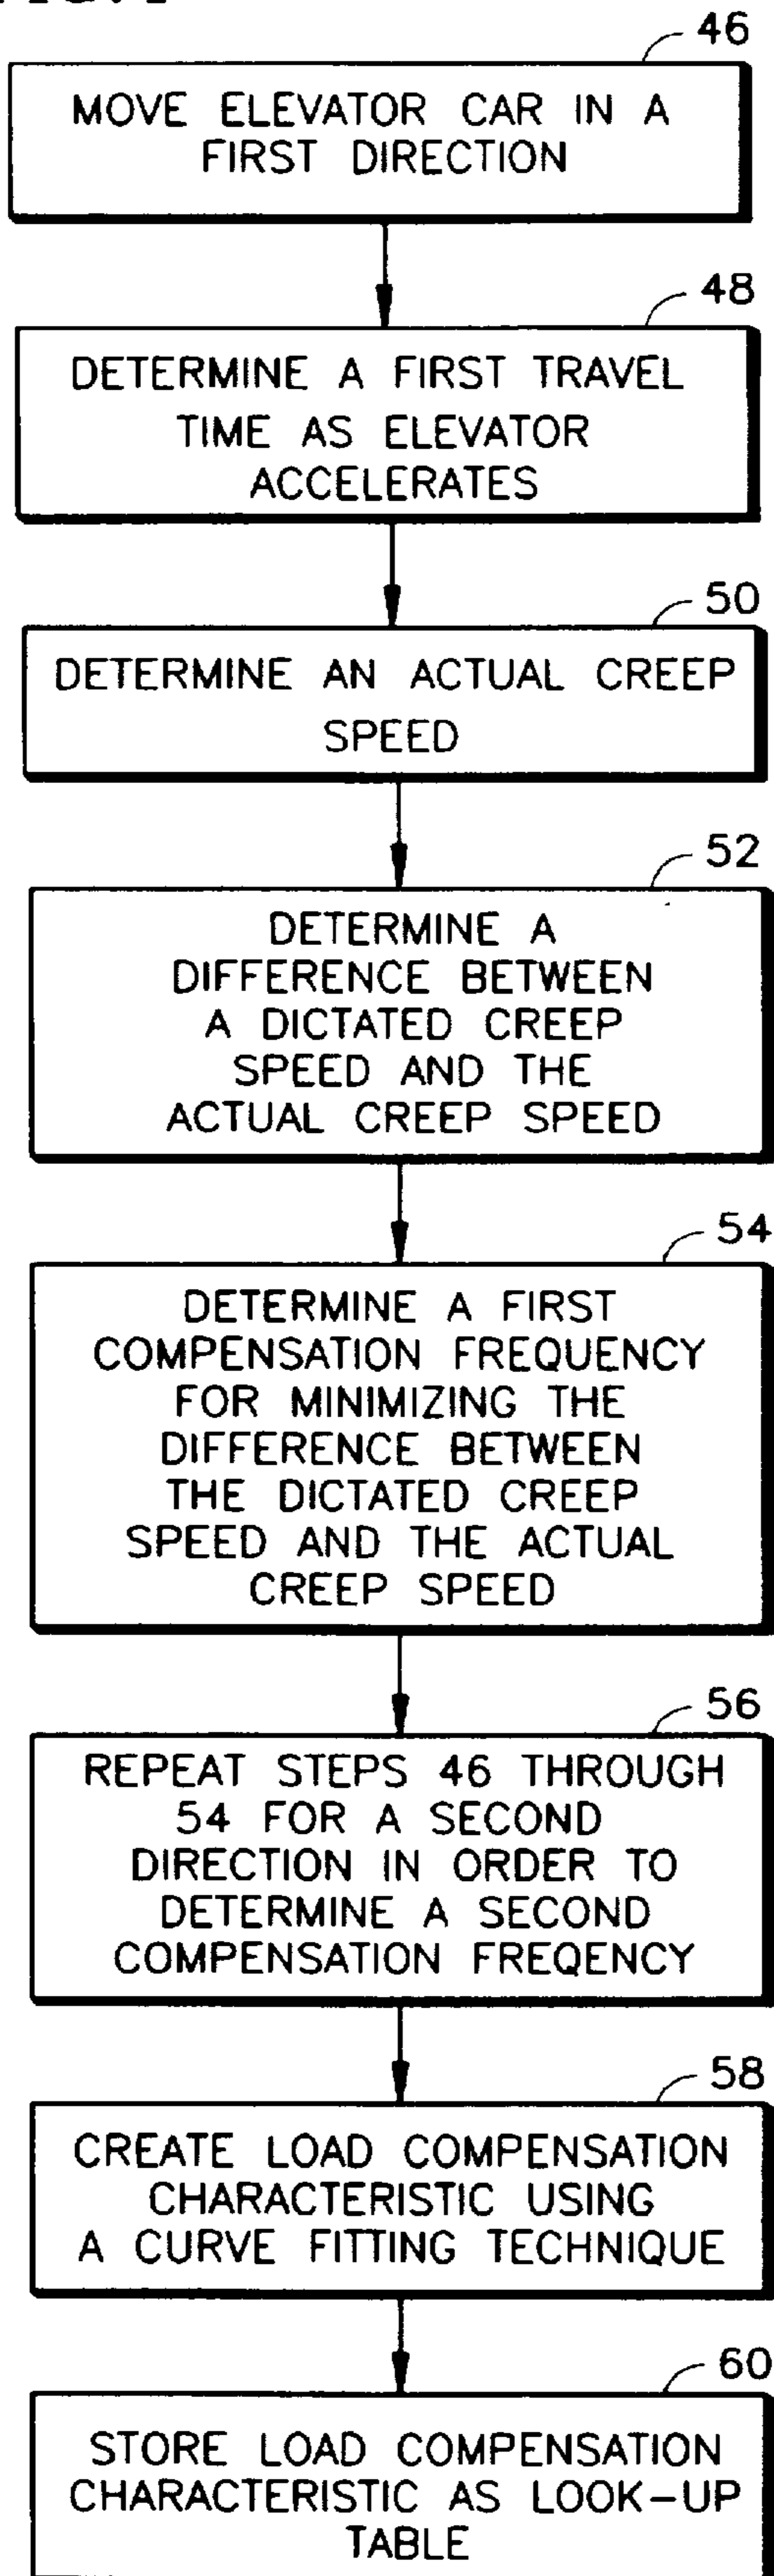 46
MOVE ELEVATOR CAR IN A
FIRST DIRECTION
48
DETERMINE A FIRST TRAVEL
TIME AS ELEVATOR
ACCELERATES
50
DETERMINE AN ACTUAL CREEP
SPEED
52
DETERMINE A
DIFFERENCE BETWEEN
A DICTATED CREEP
SPEED AND THE
ACTUAL CREEP SPEED
54
DETERMINE A FIRST
COMPENSATION FREQUENCY
FOR MINIMIZING THE
DIFFERENCE BETWEEN
THE DICTATED CREEP
SPEED AND THE ACTUAL
CREEP SPEED
56
REPEAT STEPS 46 THROUGH
54 FOR A SECOND
DIRECTION IN ORDER TO
DETERMINE A SECOND
COMPENSATION FREQENCY
58
CREATE LOAD COMPENSATION
CHARACTERISTIC USING
A CURVE FITTING TECHNIQUE
60
STORE LOAD COMPENSATION
CHARACTERISTIC AS LOOK-UP
TABLE